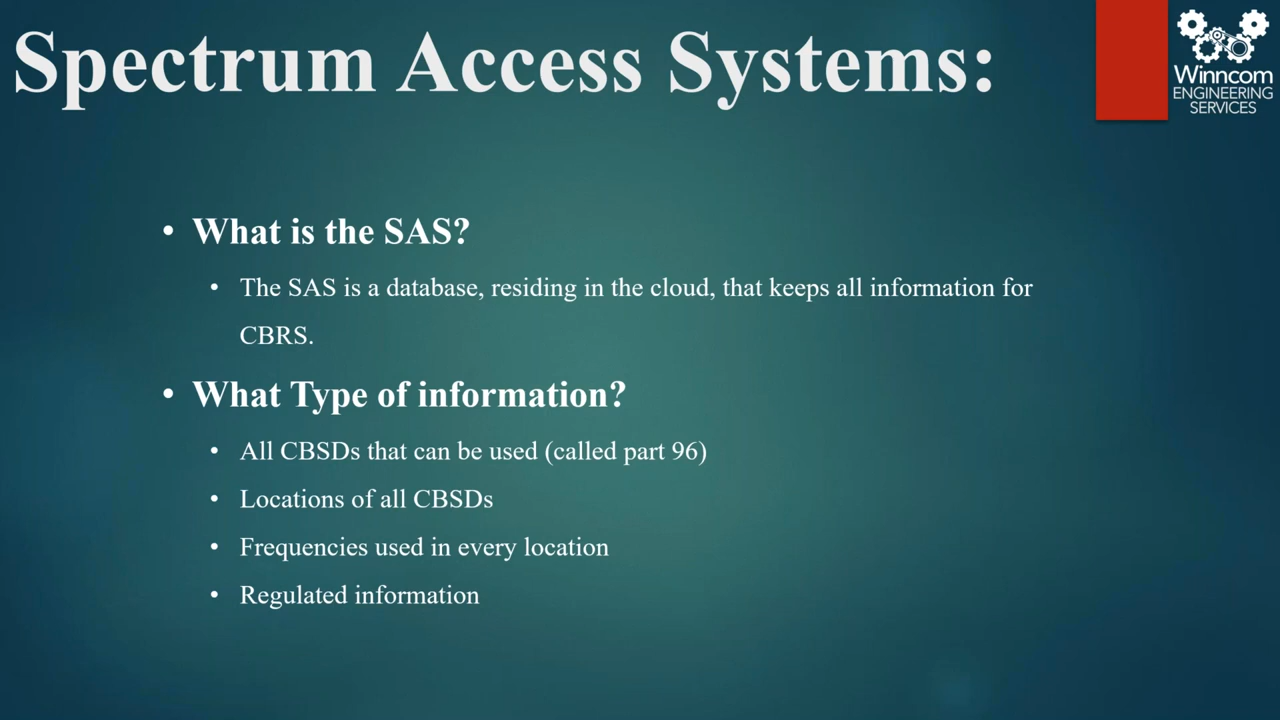 Spectrum Access Systems:
Winncom
ENGINEERING
SERVICES
• What is the SAS?
• The SAS is a database, residing in the cloud, that keeps all information for
CBRS.
• What Type of information?
• All CBSDs that can be used (called part 96)
• Locations of all CBSDs
• Frequencies used in every location
• Regulated information